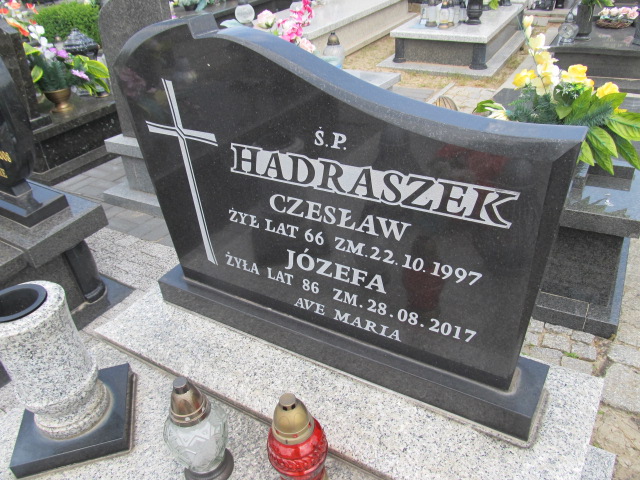 Ś.P.
HADRASZEK
CZESŁAW
ŻYŁ LAT 66 ZM.22.10.1997
JÓZEFA
ŻYŁA LAT 86 ZM.28.08.2017
AVE MARIA